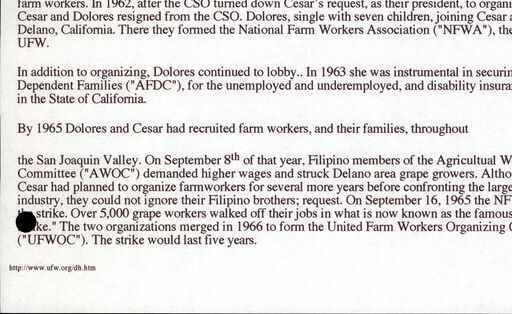 farm workers. In 1962, after the CSO turned down Cesar's request, as their president, to organi
Cesar and Dolores resigned from the CSO. Dolores, single with seven children, joining Cesar a
Delano, California. There they formed the National Farm Workers Association ("NFWA"), the
UFW.
In addition to organizing, Dolores continued to lobby.. In 1963 she was instrumental in securin
Dependent Families ("AFDC"), for the unemployed and underemployed, and disability insura
in the State of California.
By 1965 Dolores and Cesar had recruited farm workers, and their families, throughout
the San Joaquin Valley. On September 8th of that year, Filipino members of the Agricultual W
Committee ("AWOC") demanded higher wages and struck Delano area grape growers. Altho
Cesar had planned to organize farmworkers for several more years before confronting the large
industry, they could not ignore their Filipino brothers; request. On September 16, 1965 the NF
strike. Over 5,000 grape workers walked off their jobs in what is now known as the famous
ke." The two organizations merged in 1966 to form the United Farm Workers Organizing C
("UFWOC"). The strike would last five years.
http://www.ufw.org/dh.htm